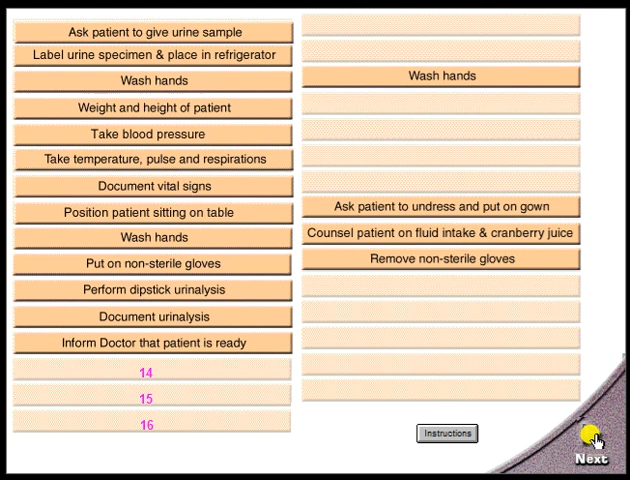 Ask patient to give urine sample
Label urine specimen & place in refrigerator
Wash hands
Weight and height of patient
Take blood pressure
Take temperature, pulse and respirations
Document vital signs
Position patient sitting on table
Wash hands
Put on non-sterile gloves
Perform dipstick urinalysis
Document urinalysis
Inform Doctor that patient is ready
14
15
16
Wash hands
Ask patient to undress and put on gown
Counsel patient on fluid intake & cranberry juice
Remove non-sterile gloves
Instructions
Next